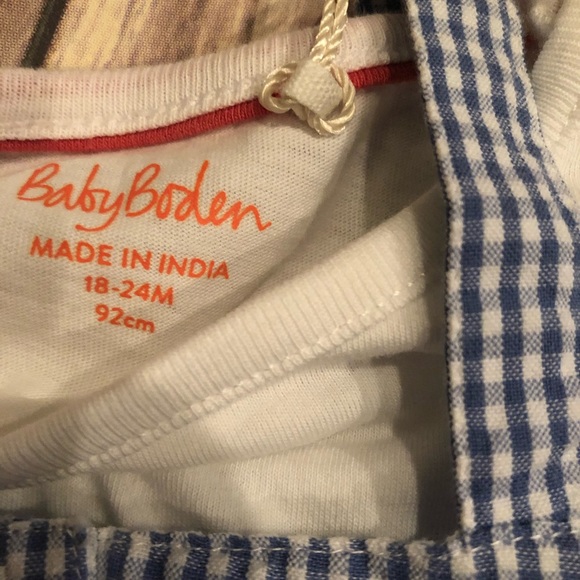 BabyBoden
MADE IN INDIA
18-24M
92cm